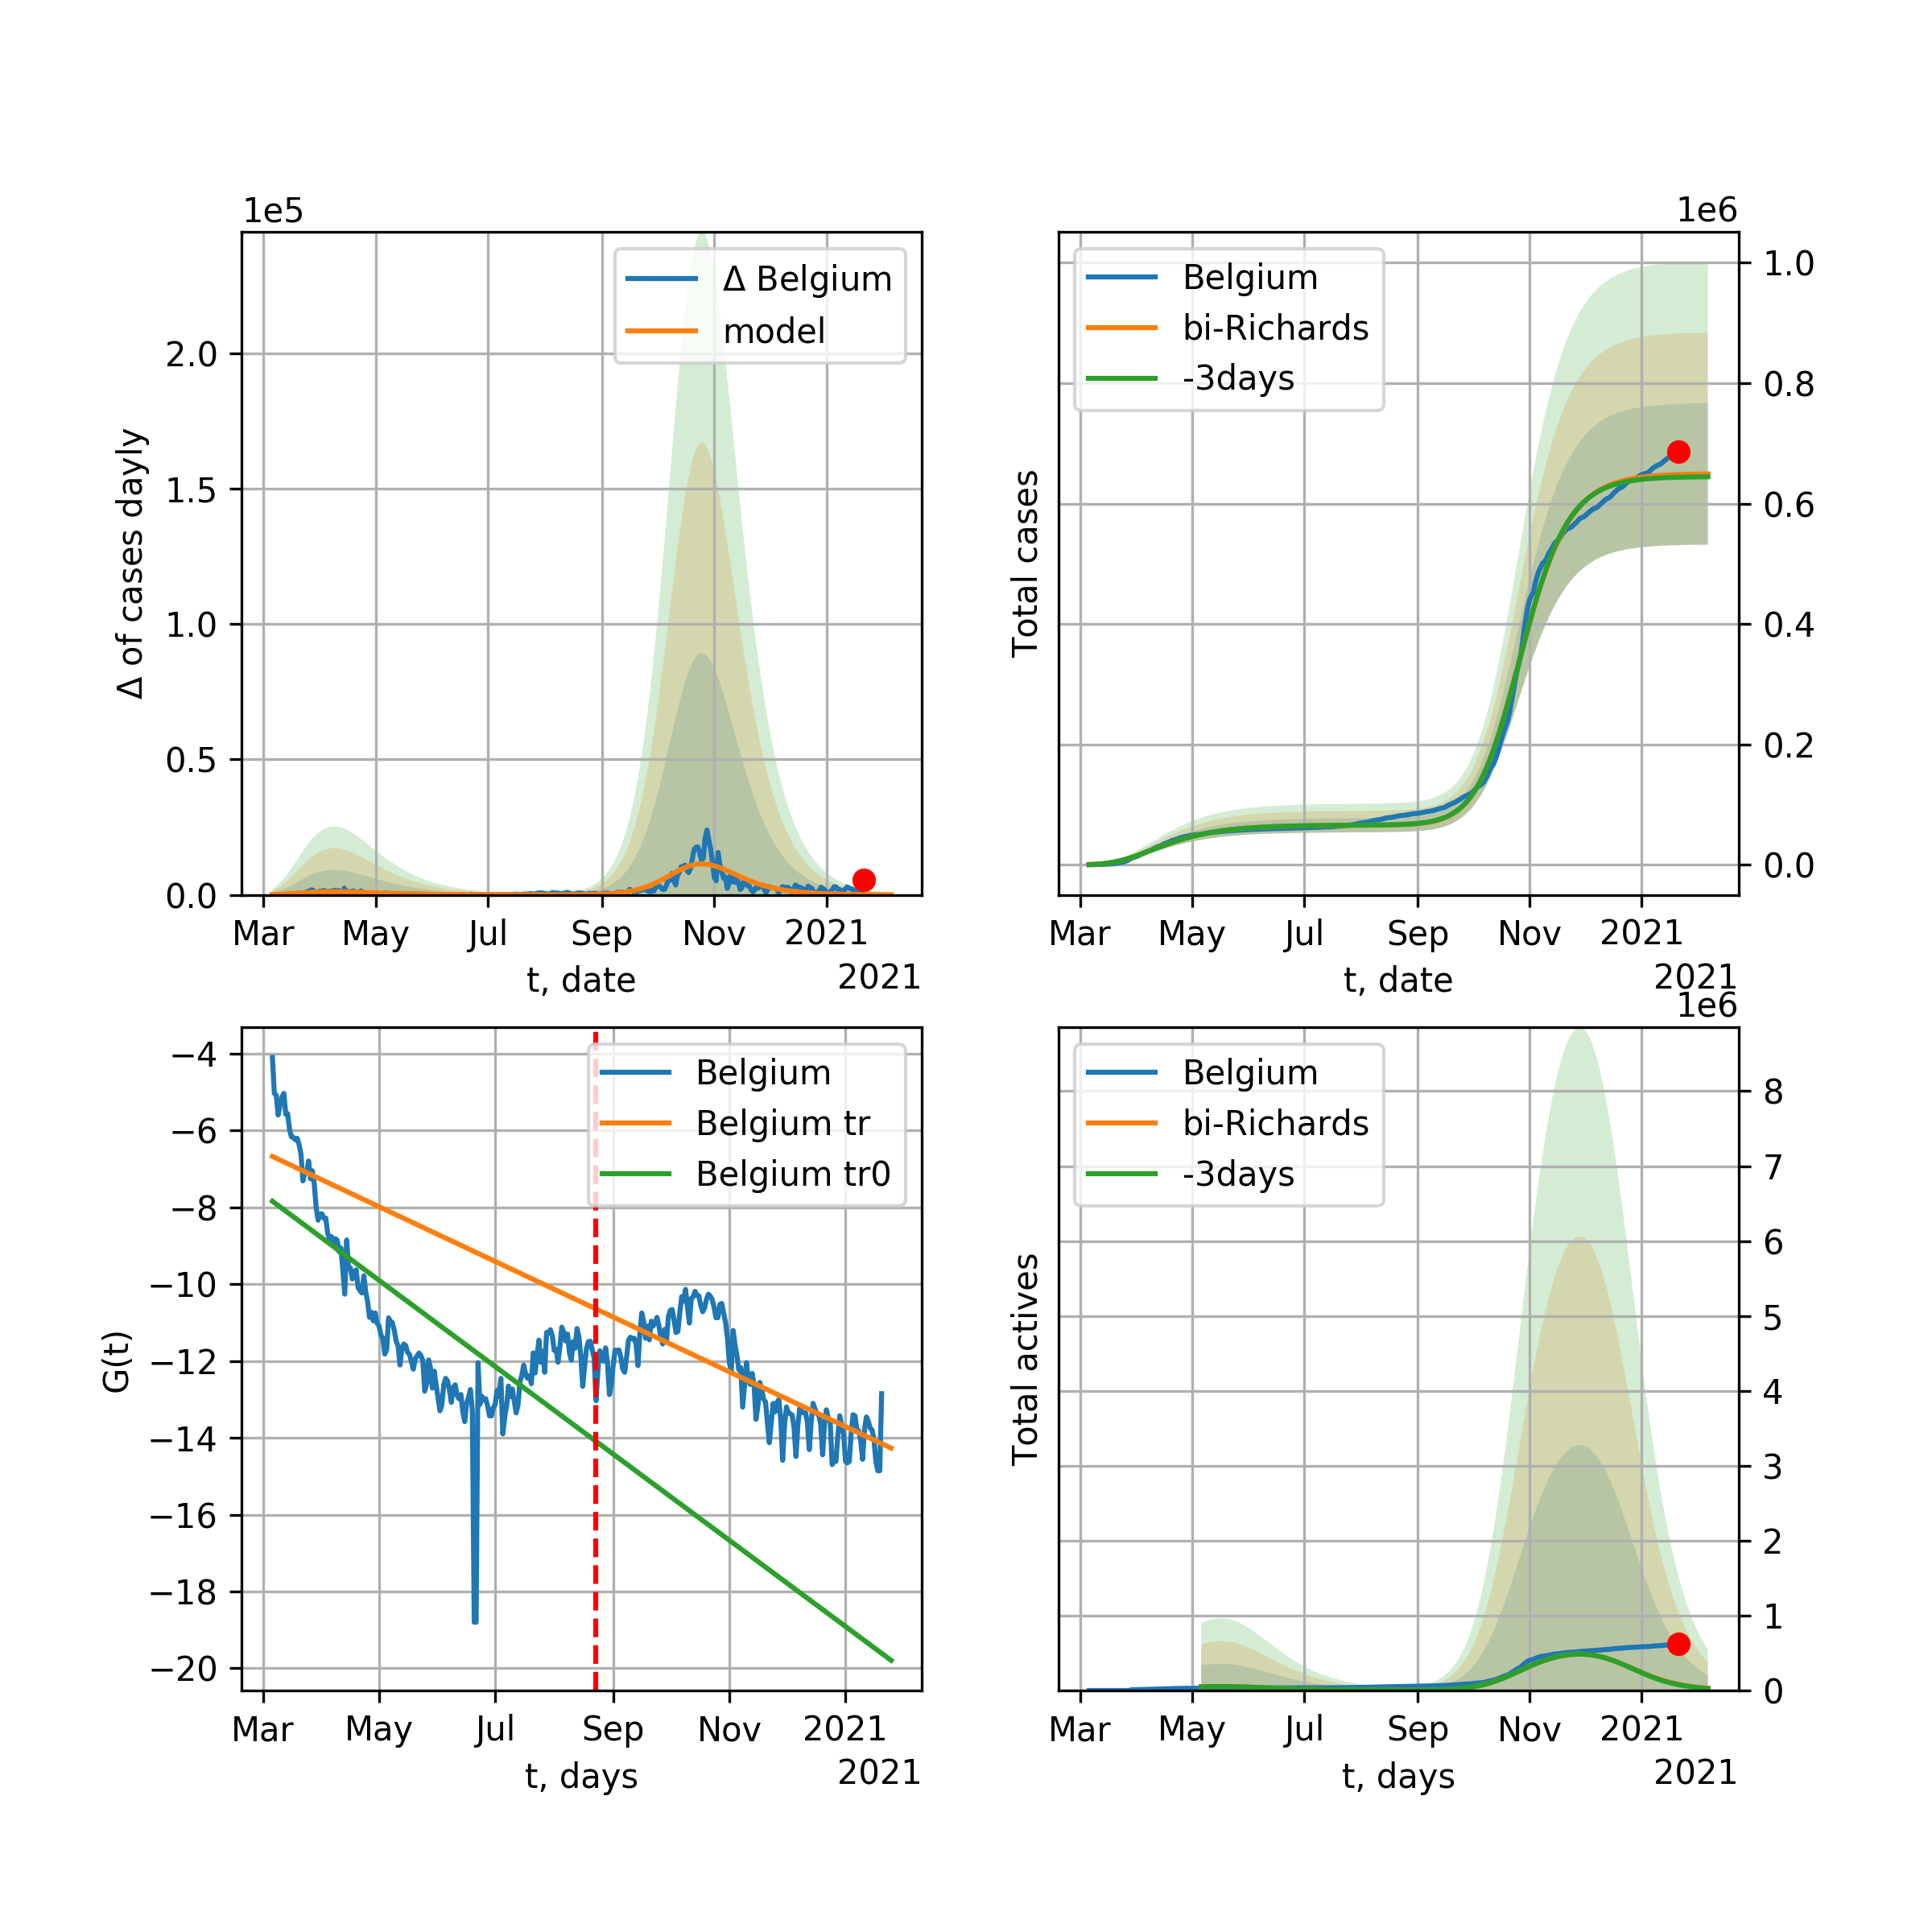 1e5
Δ Belgium
model
2.0
1.5
1.0
0.5
0.0
Δ of cases dayly
Mar May Jul Sep Nov 2021
t, date
2021
1e6
Belgium
bi-Richards
-3days
1.0
0.8
0.6
0.4
0.2
0.0
Total cases
Mar May Jul Sep Nov 2021
t, date
2021
Belgium
Belgium tr
Belgium tr0
−4
−6
−8
−10
−12
−14
−16
−18
−20
G(t)
Mar May Jul Sep Nov 2021
t, days
2021
1e6
Belgium
bi-Richards
-3days
8
7
6
5
4
3
2
1
0
Total actives
Mar May Jul Sep Nov 2021
t, days
2021